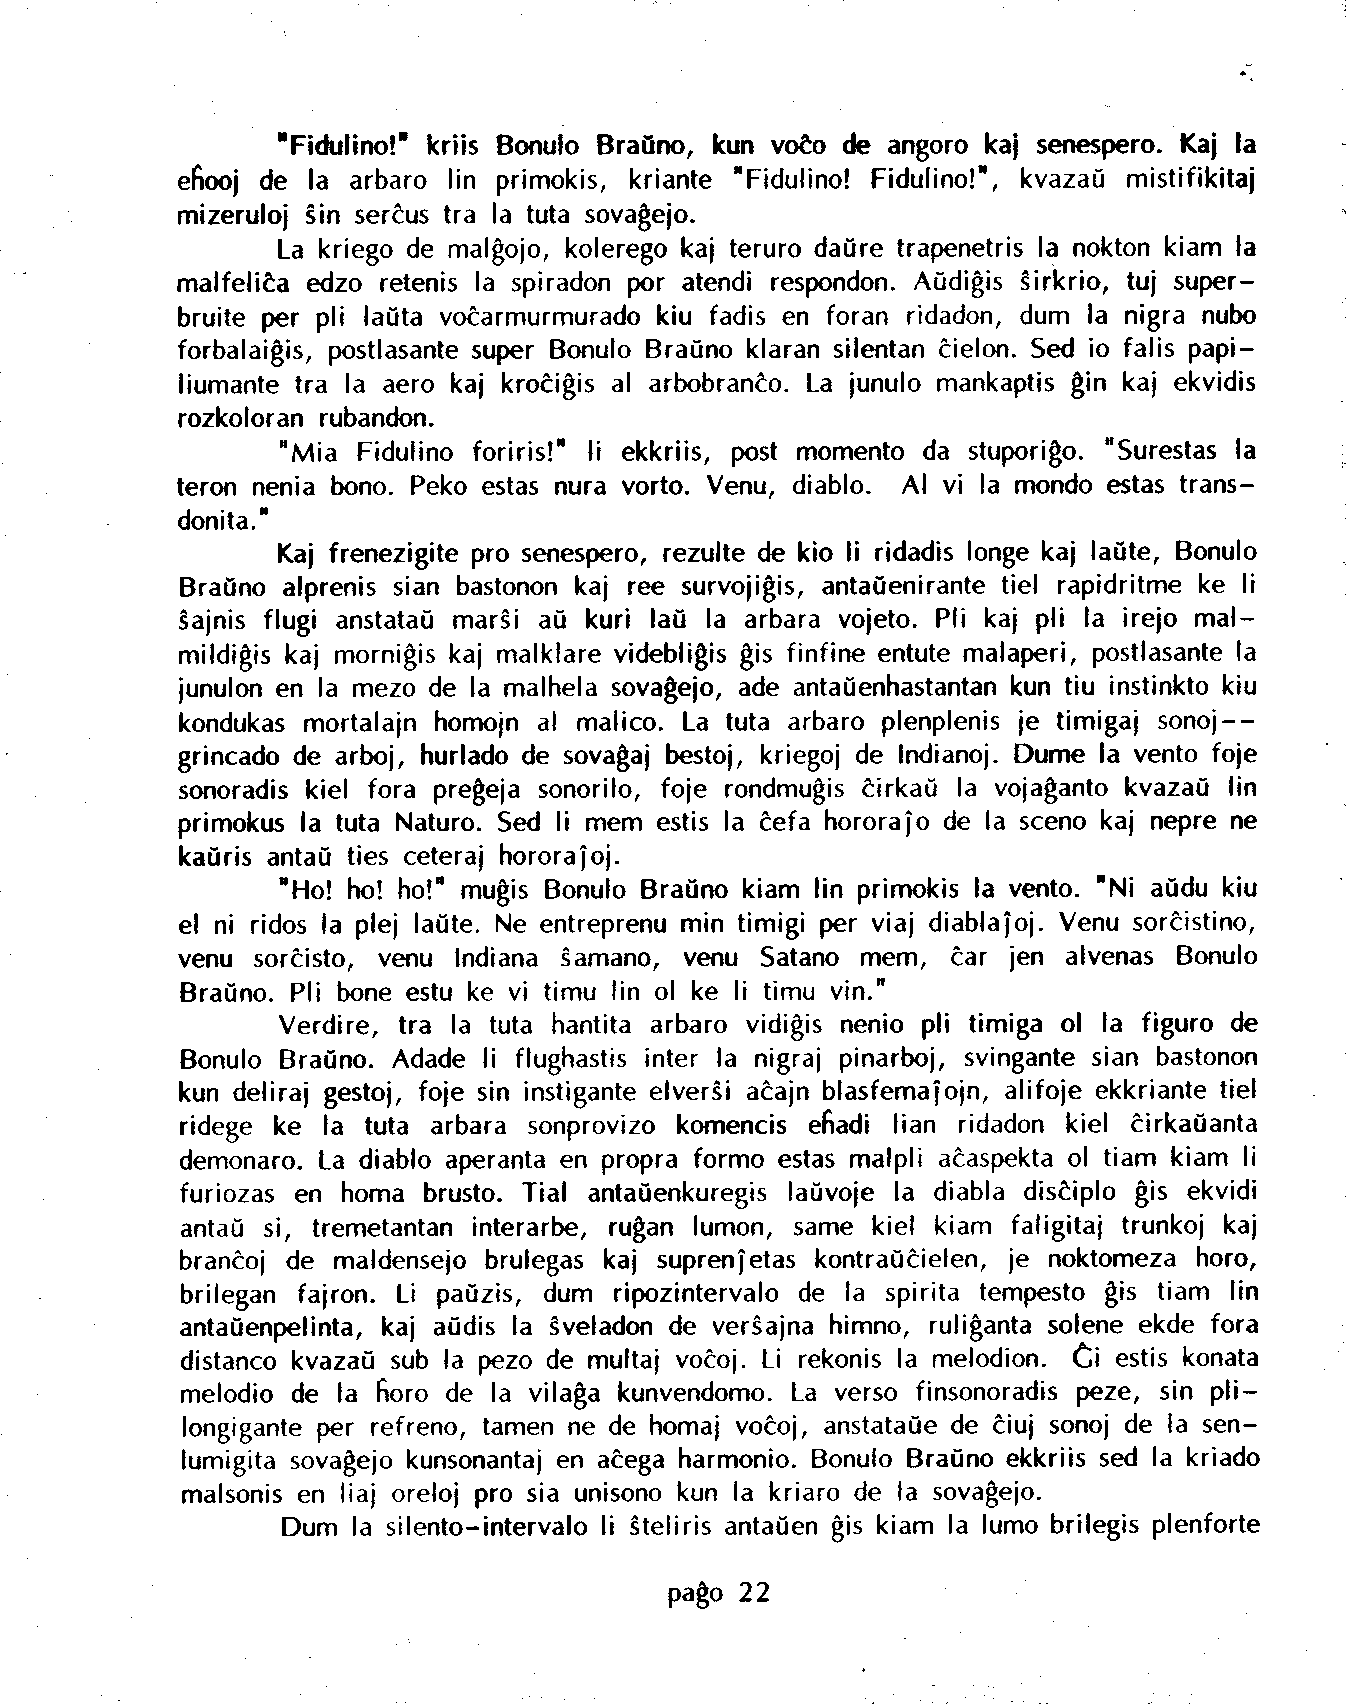 "Fidulino!" kriis Bonulo Braŭno, kun voĉo de angoro kaj senespero. Kaj la
eĥooj de la arbaro lin primokis, kriante "Fidulino! Fidulino!", kvazaŭ mistifikitaj
mizeruloj ŝin serĉus tra la tuta sovaĝejo.
La kriego de malĝojo, kolerego kaj teruro daŭre trapenetris la nokton kiam la
malfeliĉa edzo retenis la spiradon por atendi respondon. Aŭdiĝis ŝirkrio, tuj super-
bruite per pli laŭta voĉarmurmurado kiu fadis en foran ridadon, dum la nigra nubo
forbalaiĝis, postlasante super Bonulo Braŭno klaran silentan ĉielon. Sed io falis papi-
liumante tra la aero kaj kroĉiĝis al arbobranĉo. La junulo mankaptis ĝin kaj ekvidis
rozkoloran rubandon.
"Mia Fidulino foriris!" li ekkriis, post momento da stuporiĝo. "Surestas la
teron nenia bono. Peko estas nura vorto. Venu, diablo. Al vi la mondo estas trans-
donita."
Kaj frenezigite pro senespero, rezulte de kio li ridadis longe kaj laŭte, Bonulo
Braŭno alprenis sian bastonon kaj ree survojiĝis, antaŭenirante tiel rapidritme ke li
ŝajnis flugi anstataŭ marŝi aŭ kuri laŭ la arbara vojeto. Pli kaj pli la irejo mal-
mildiĝis kaj morniĝis kaj malklare videbliĝis ĝis finfine entute malaperi, postlasante la
junulon en la mezo de la malhela sovaĝejo, ade antaŭenhastantan kun tiu instinkto kiu
kondukas mortalajn homojn al malico. La tuta arbaro plenplenis je timigaj sonoj--
grincado de arboj, hurlado de sovaĝaj bestoj, kriegoj de Indianoj. Dume la vento foje
sonoradis kiel fora preĝeja sonorilo, foje rondmuĝis ĉirkaŭ la vojaĝanto kvazaŭ lin
primokus la tuta Naturo. Sed li mem estis la ĉefa hororaĵo de la sceno kaj nepre ne
kaŭris antaŭ ties ceteraj hororaĵoj.
"Ho! ho! ho!" muĝis Bonulo Braŭno kiam lin primokis la vento. "Ni aŭdu kiu
el ni ridos la plej laŭte. Ne entreprenu min timigi per viaj diablaĵoj. Venu sorĉistino,
venu sorĉisto, venu Indiana ŝamano, venu Satano mem, ĉar jen alvenas Bonulo
Braŭno. Pli bone estu ke vi timu lin ol ke li timu vin."
Verdire, tra la tuta hantita arbaro vidiĝis nenio pli timiga ol la figuro de
Bonulo Braŭno. Adade li flughastis inter la nigraj pinarboj, svingante sian bastonon
kun deliraj gestoj, foje sin instigante elverŝi aĉajn blasfemaĵojn, alifoje ekkriante tiel
ridege ke la tuta arbara sonprovizo komencis eĥadi lian ridadon kiel ĉirkaŭanta
demonaro. La diablo aperanta en propra formo estas malpli aĉaspekta ol tiam kiam li
furiozas en homa brusto. Tial antaŭenkuregis laŭvoje la diabla disĉiplo ĝis ekvidi
antaŭ si, tremetantan interarbe, ruĝan lumon, same kiel kiam faligitaj trunkoj kaj
branĉoj de maldensejo brulegas kaj suprenĵetas kontraŭĉielen, je noktomeza horo,
brilegan fajron. Li paŭzis, dum ripozintervalo de la spirita tempesto ĝis tiam lin
antaŭenpelinta, kaj aŭdis la ŝveladon de verŝajna himno, ruliĝanta solene ekde fora
distanco kvazaŭ sub la pezo de multaj voĉoj. Li rekonis la melodion. Ĝi estis konata
melodio de la ĥoro de la vilaĝa kunvendomo. La verso finsonoradis peze, sin pli-
longigante per refreno, tamen ne de homaj voĉoj, anstataŭe de ĉiuj sonoj de la sen-
lumigita sovaĝejo kunsonantaj en aĉega harmonio. Bonulo Braŭno ekkriis sed la kriado
malsonis en liaj oreloj pro sia unisono kun la kriaro de la sovaĝejo.
Dum la silento-intervalo li ŝteliris antaŭen ĝis kiam la lumo brilegis plenforte
paĝo 22